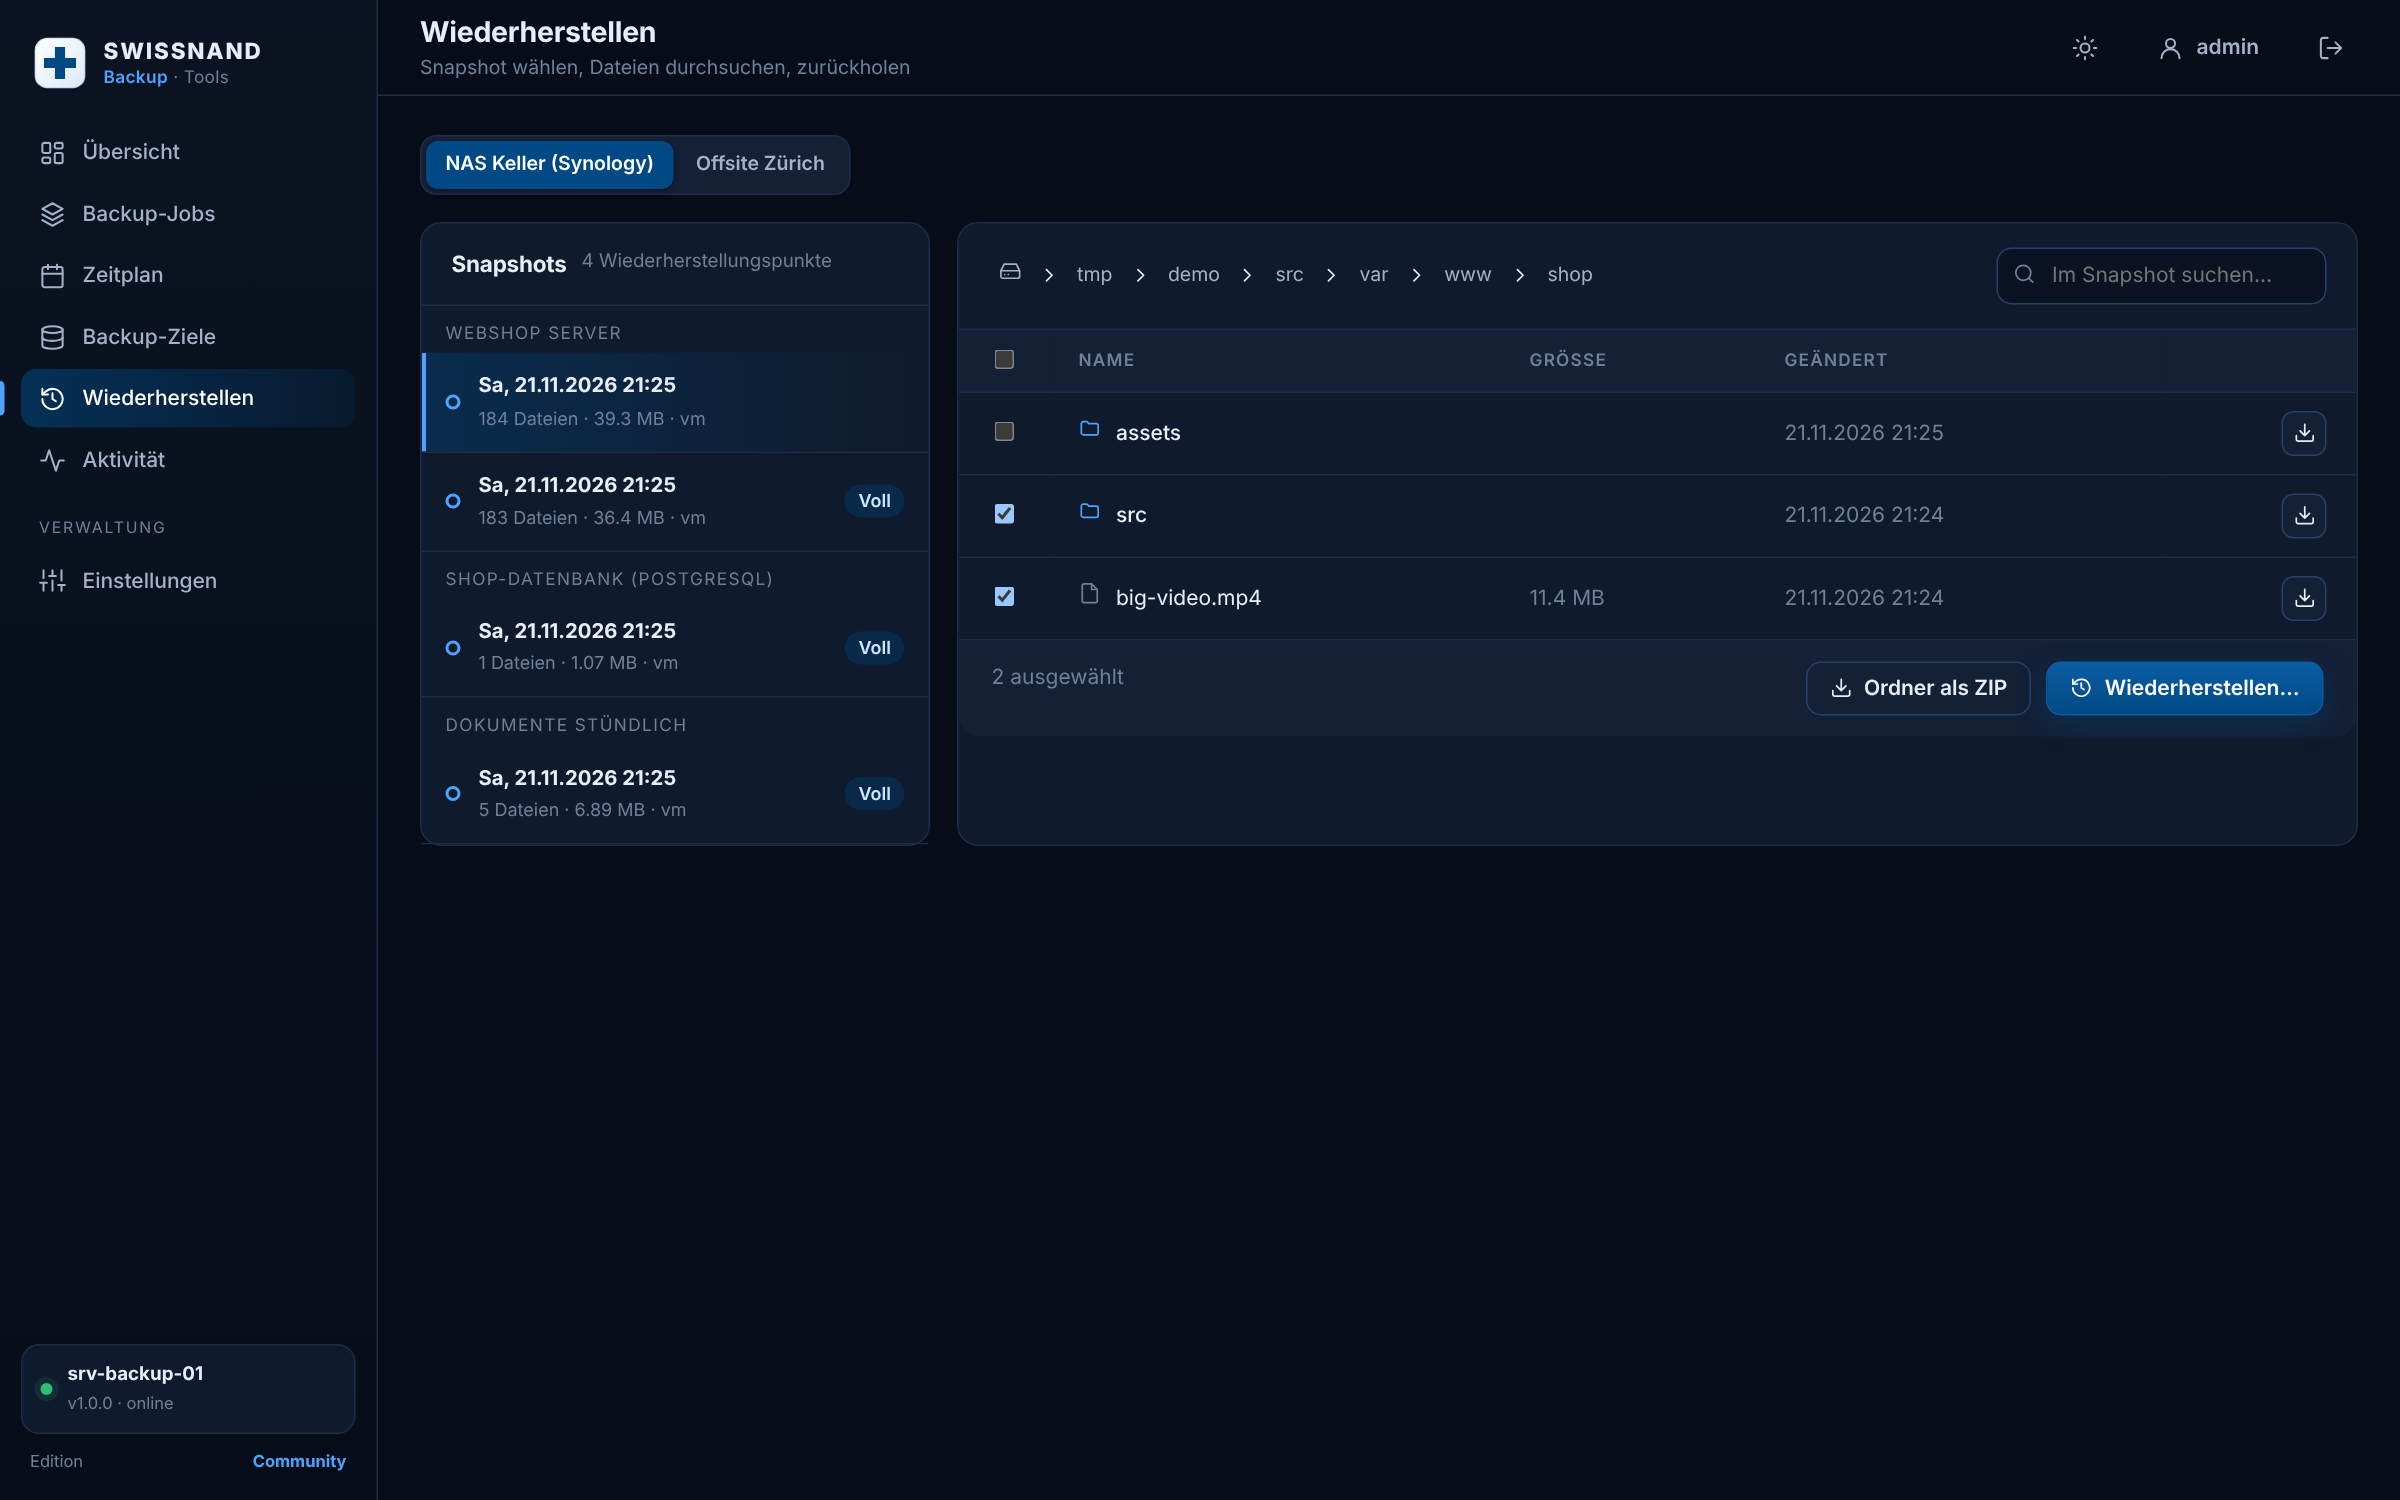 SWISSNAND
Backup · Tools
Übersicht
Backup-Jobs
Zeitplan
Backup-Ziele
Wiederherstellen
Aktivität
VERWALTUNG
Einstellungen
srv-backup-01
v1.0.0 · online
Edition Community
Wiederherstellen
Snapshot wählen, Dateien durchsuchen, zurückholen
admin
NAS Keller (Synology) Offsite Zürich
Snapshots 4 Wiederherstellungspunkte
WEBSHOP SERVER
Sa, 21.11.2026 21:25
184 Dateien · 39.3 MB · vm
Sa, 21.11.2026 21:25
183 Dateien · 36.4 MB · vm
Voll
SHOP-DATENBANK (POSTGRESQL)
Sa, 21.11.2026 21:25
1 Dateien · 1.07 MB · vm
Voll
DOKUMENTE STÜNDLICH
Sa, 21.11.2026 21:25
5 Dateien · 6.89 MB · vm
Voll
tmp > demo > src > var > www > shop
Im Snapshot suchen...
NAME GRÖSSE GEÄNDERT
assets 21.11.2026 21:25
src 21.11.2026 21:24
big-video.mp4 11.4 MB 21.11.2026 21:24
2 ausgewählt
Ordner als ZIP
Wiederherstellen...